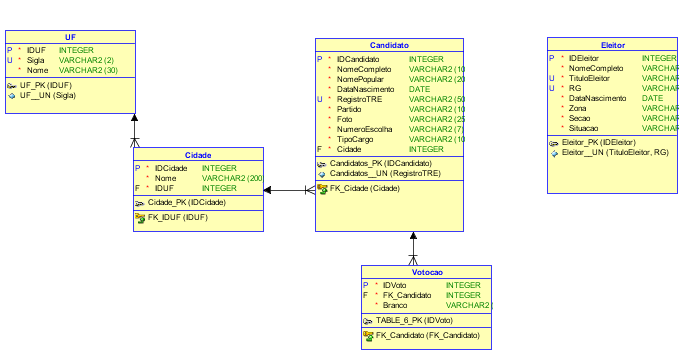 UF
P * IDUF INTEGER
U * Sigla VARCHAR2 (2)
* Nome VARCHAR2 (30)
UF_PK (IDUF)
UF__UN (Sigla)
Cidade
P * IDCidade INTEGER
* Nome VARCHAR2 (200
F * IDUF INTEGER
Cidade_PK (IDCidade)
FK_IDUF (IDUF)
Candidato
P * IDCandidato INTEGER
* NomeCompleto VARCHAR2 (10
* NomePopular VARCHAR2 (20
* DataNascimento DATE
U * RegistroTRE VARCHAR2 (50
* Partido VARCHAR2 (10
* Foto VARCHAR2 (25
* NumeroEscolha VARCHAR2 (7)
* TipoCargo VARCHAR2 (10
F * Cidade INTEGER
Candidatos_PK (IDCandidato)
Candidatos__UN (RegistroTRE)
FK_Cidade (Cidade)
Votocao
P * IDVoto INTEGER
F * FK_Candidato INTEGER
* Branco VARCHAR2 (
TABLE_6_PK (IDVoto)
FK_Candidato (FK_Candidato)
Eleitor
P * IDEleitor INTEGER
* NomeCompleto VARCHAR
U * TituloEleitor VARCHAR
U * RG VARCHAR
* DataNascimento DATE
* Zona VARCHAR
* Secao VARCHAR
* Situacao VARCHAR
Eleitor_PK (IDEleitor)
Eleitor__UN (TituloEleitor, RG)